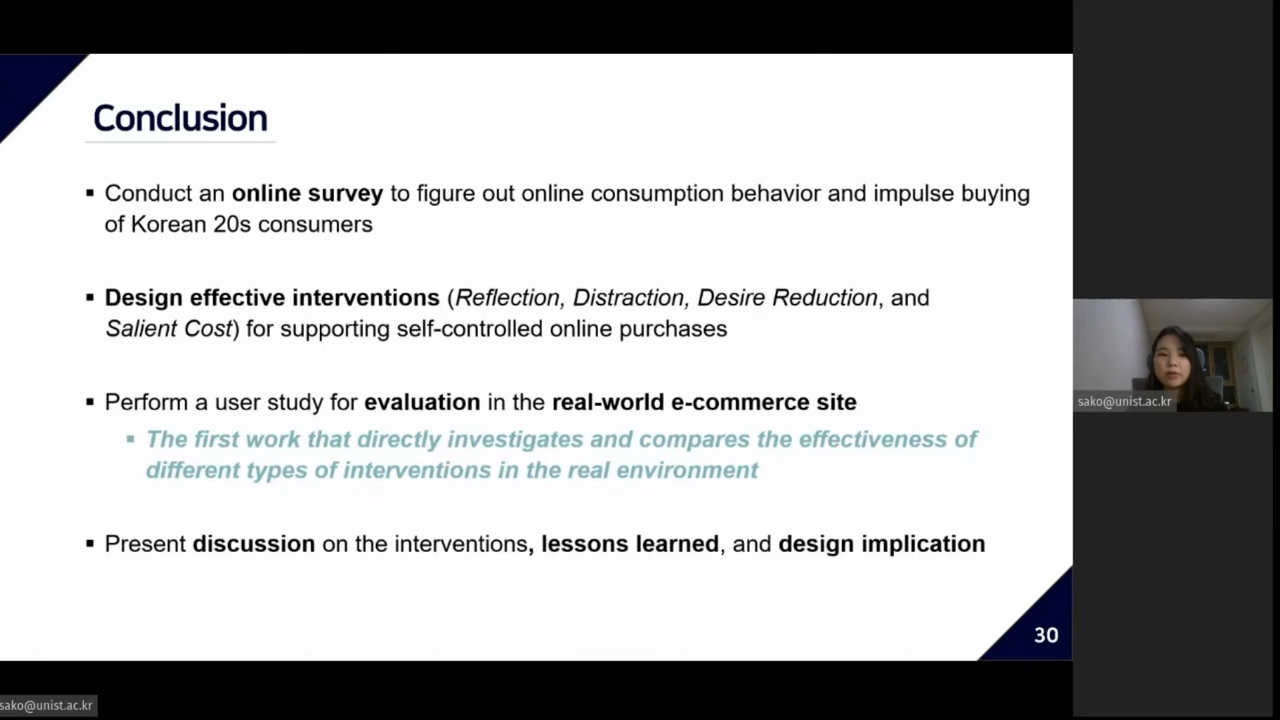 Conclusion
▪ Conduct an online survey to figure out online consumption behavior and impulse buying
of Korean 20s consumers
▪ Design effective interventions (Reflection, Distraction, Desire Reduction, and
Salient Cost) for supporting self-controlled online purchases
▪ Perform a user study for evaluation in the real-world e-commerce site
▪ The first work that directly investigates and compares the effectiveness of
different types of interventions in the real environment
▪ Present discussion on the interventions, lessons learned, and design implication
30
sako@unist.ac.kr
sako@unist.ac.kr